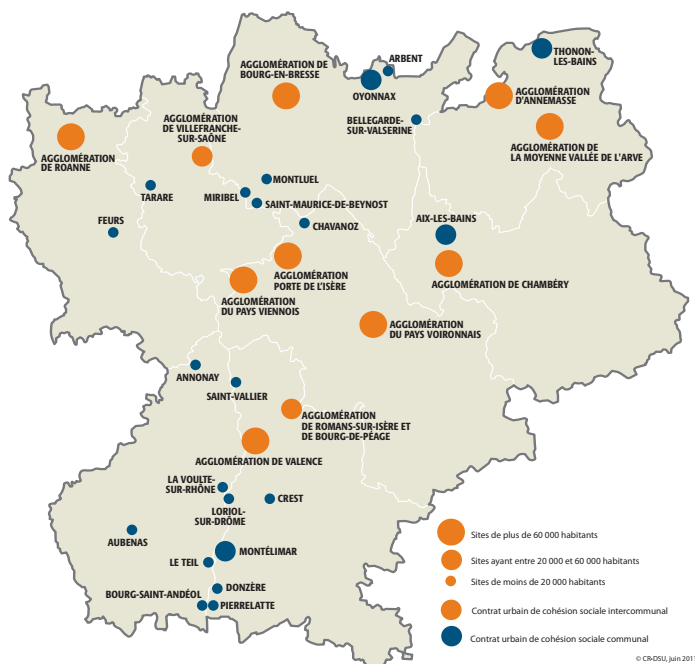 ARBENT
THONON-
LES-BAINS
AGGLOMÉRATION DE
BOURG-EN-BRESSE
OYONNAX
AGGLOMÉRATION
D'ANNEMASSE
AGGLOMÉRATION
DE VILLEFRANCHE-
SUR-SAÔNE
BELLEGARDE-
SUR-VALSERINE
AGGLOMÉRATION
DE ROANNE
AGGLOMÉRATION DE
LA MOYENNE VALLÉE DE L'ARVE
MONTLUEL
TARARE
MIRIBEL
SAINT-MAURICE-DE-BEYNOST
FEURS
CHAVANOZ
AIX-LES-BAINS
AGGLOMÉRATION
PORTE DE L'ISÈRE
AGGLOMÉRATION DE CHAMBÉRY
AGGLOMÉRATION
DU PAYS VIENNOIS
AGGLOMÉRATION
DU PAYS VOIRONNAIS
ANNONAY
SAINT-VALLIER
AGGLOMÉRATION
DE ROMANS-SUR-ISÈRE ET
DE BOURG-DE-PÉAGE
AGGLOMÉRATION DE VALENCE
LA VOULTE-
SUR-RHÔNE
CREST
LORIOL-
SUR-DRÔME
AUBENAS
MONTÉLIMAR
LE TEIL
DONZÈRE
BOURG-SAINT-ANDÉOL
PIERRELATTE
Sites de plus de 60 000 habitants
Sites ayant entre 20 000 et 60 000 habitants
Sites de moins de 20 000 habitants
Contrat urbain de cohésion sociale intercommunal
Contrat urbain de cohésion sociale communal
© CR•DSU, juin 201